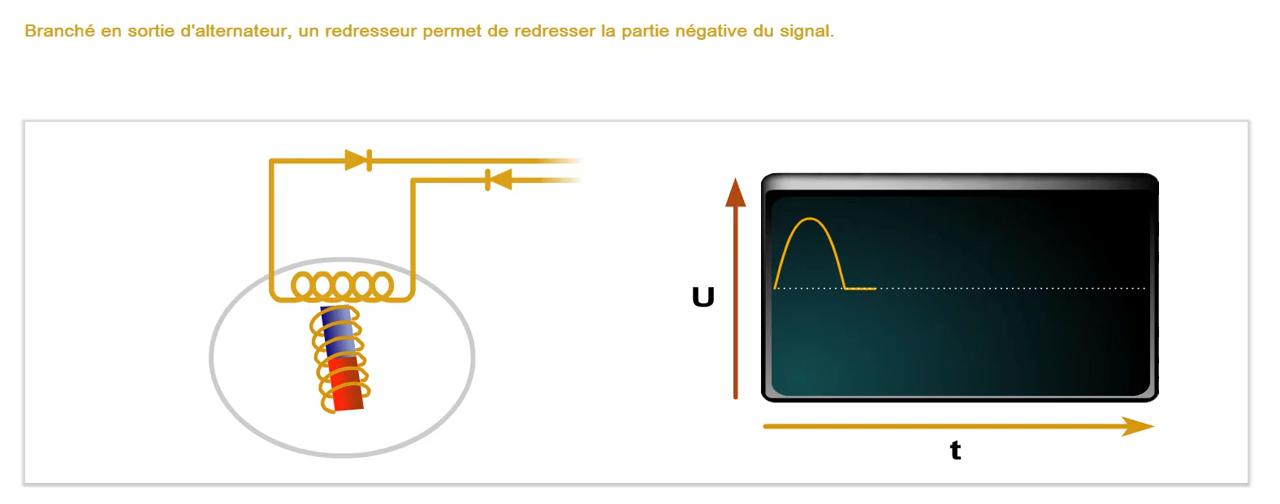 Branché en sortie d'alternateur, un redresseur permet de redresser la partie négative du signal.
U
t